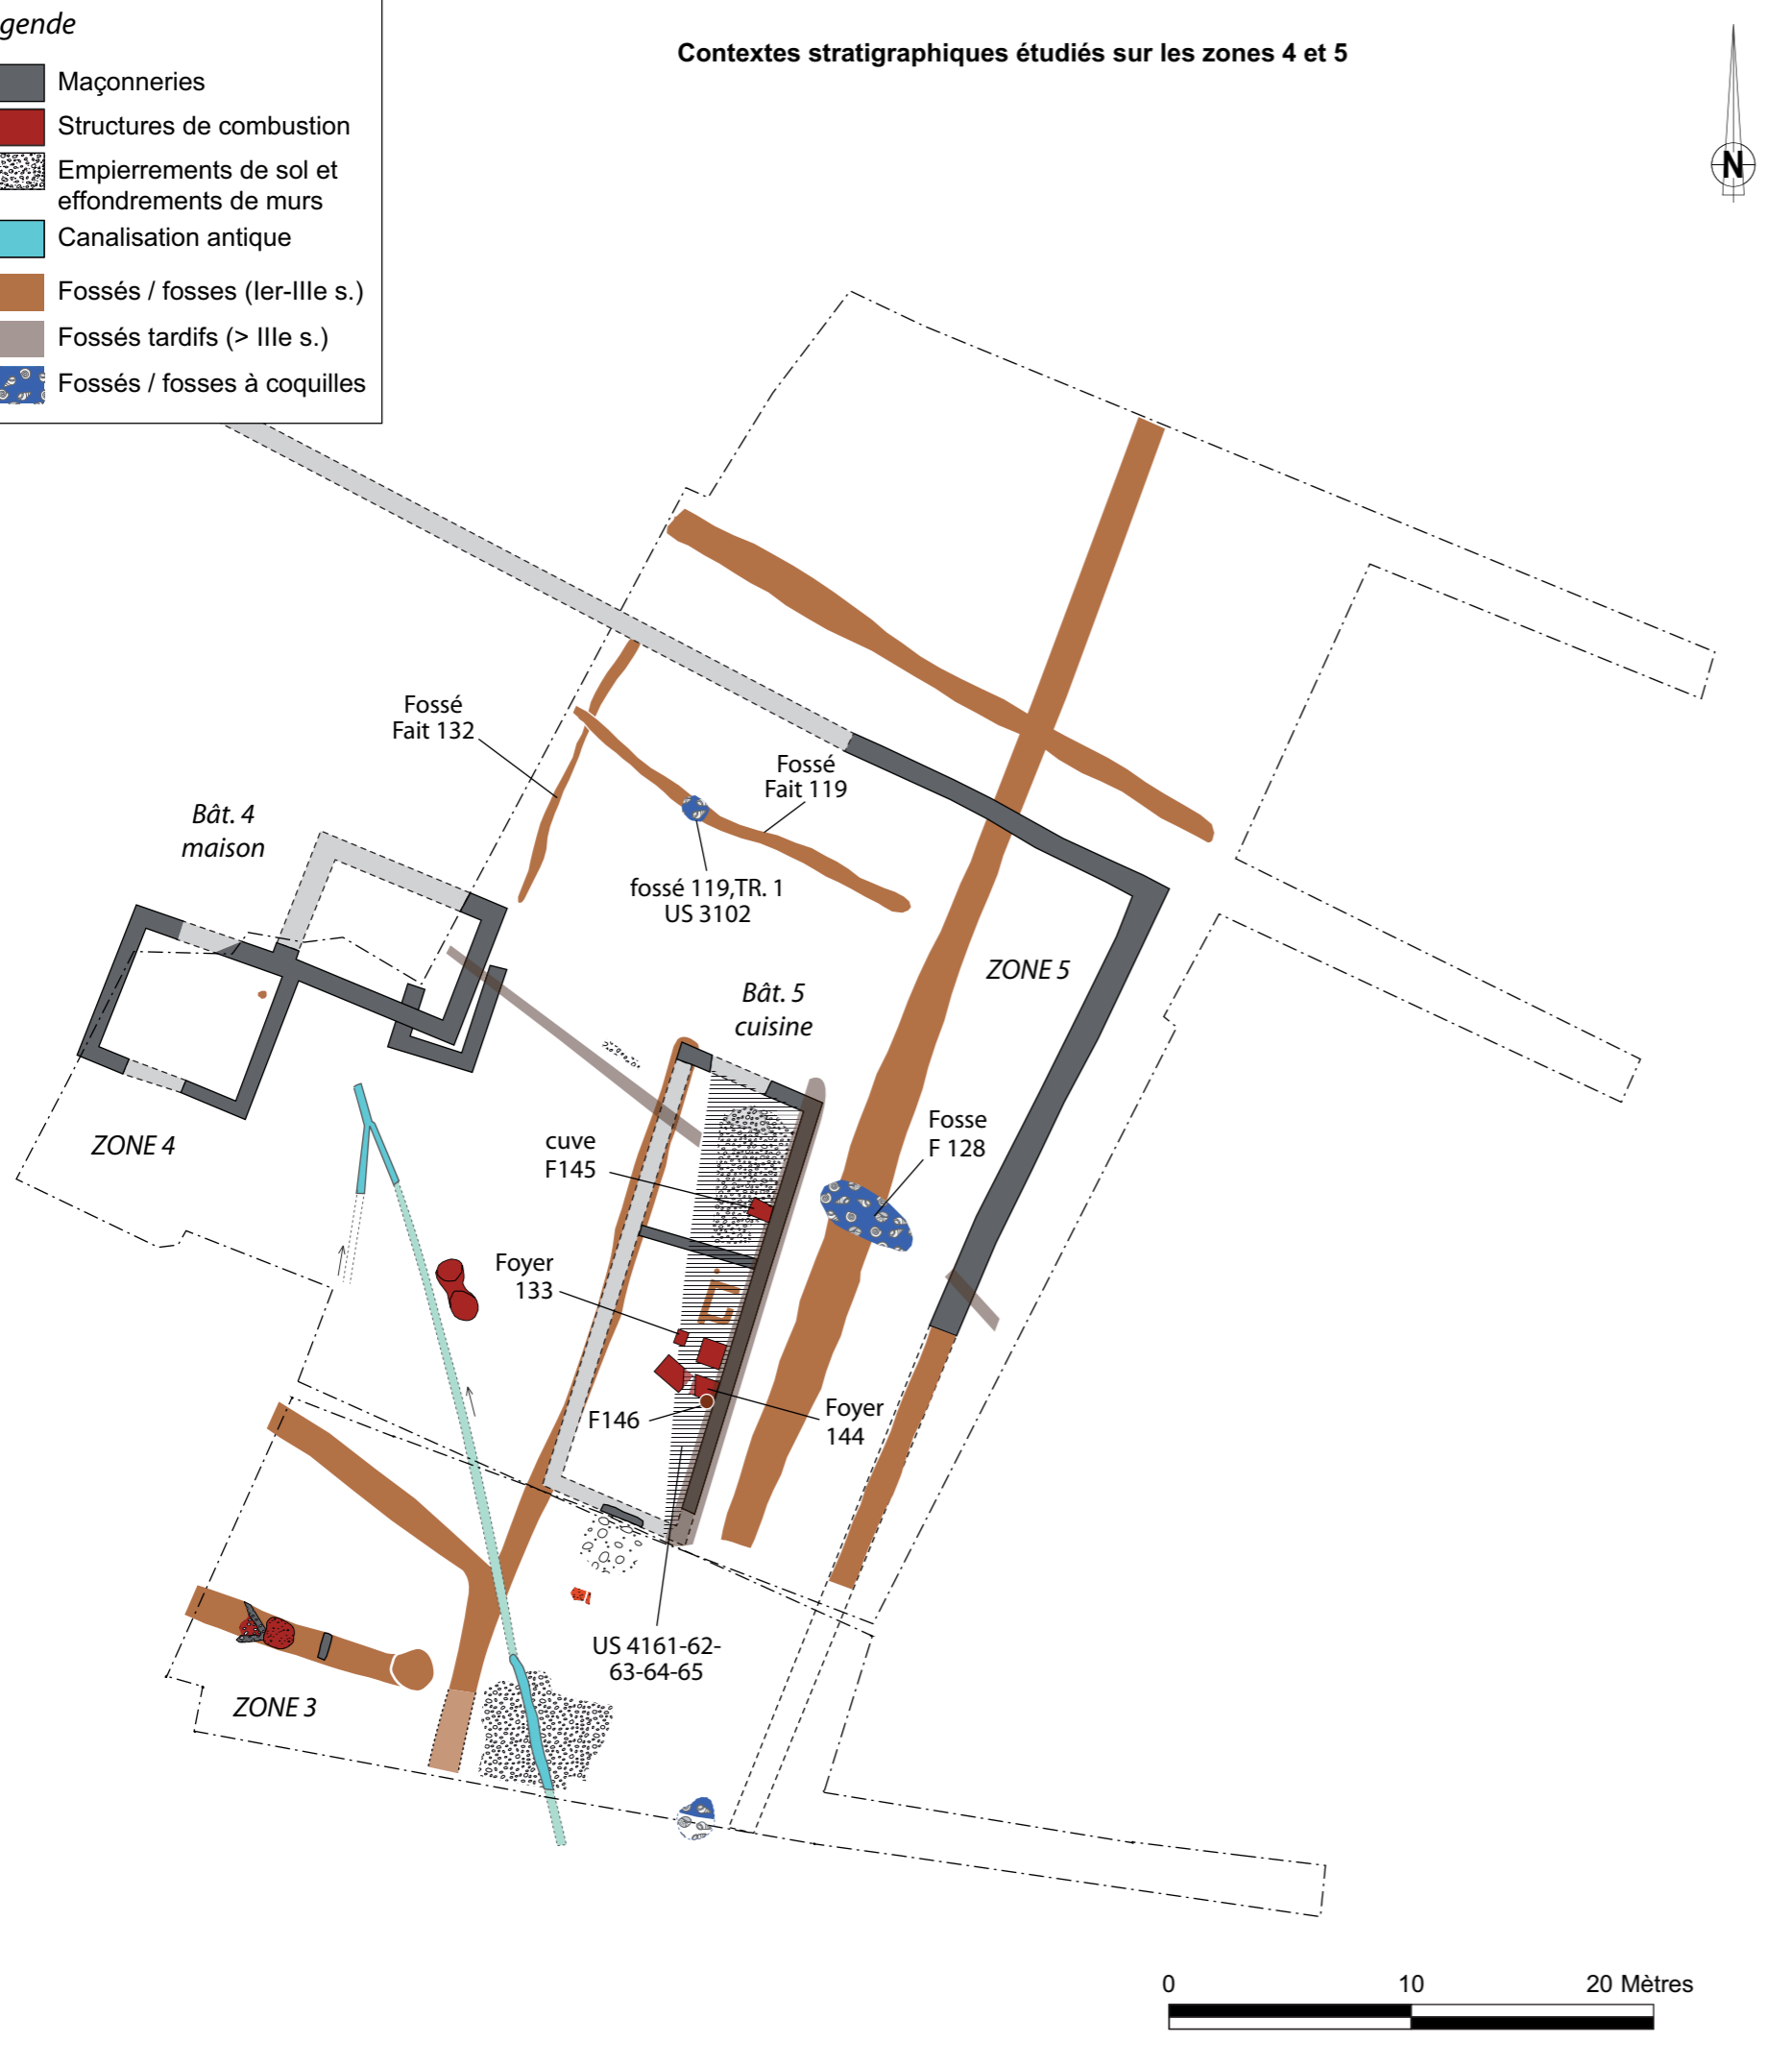 gende
Maçonneries
Structures de combustion
Empierrements de sol et
effondrements de murs
Canalisation antique
Fossés / fosses (Ier-IIIe s.)
Fossés tardifs (> IIIe s.)
Fossés / fosses à coquilles
Contextes stratigraphiques étudiés sur les zones 4 et 5
N
Fossé
Fait 132
Fossé
Fait 119
Bât. 4
maison
fossé 119,TR. 1
US 3102
ZONE 5
Bât. 5
cuisine
Fosse
F 128
ZONE 4
cuve
F145
Foyer
133
F146
Foyer
144
US 4161-62-
63-64-65
ZONE 3
0 10 20 Mètres